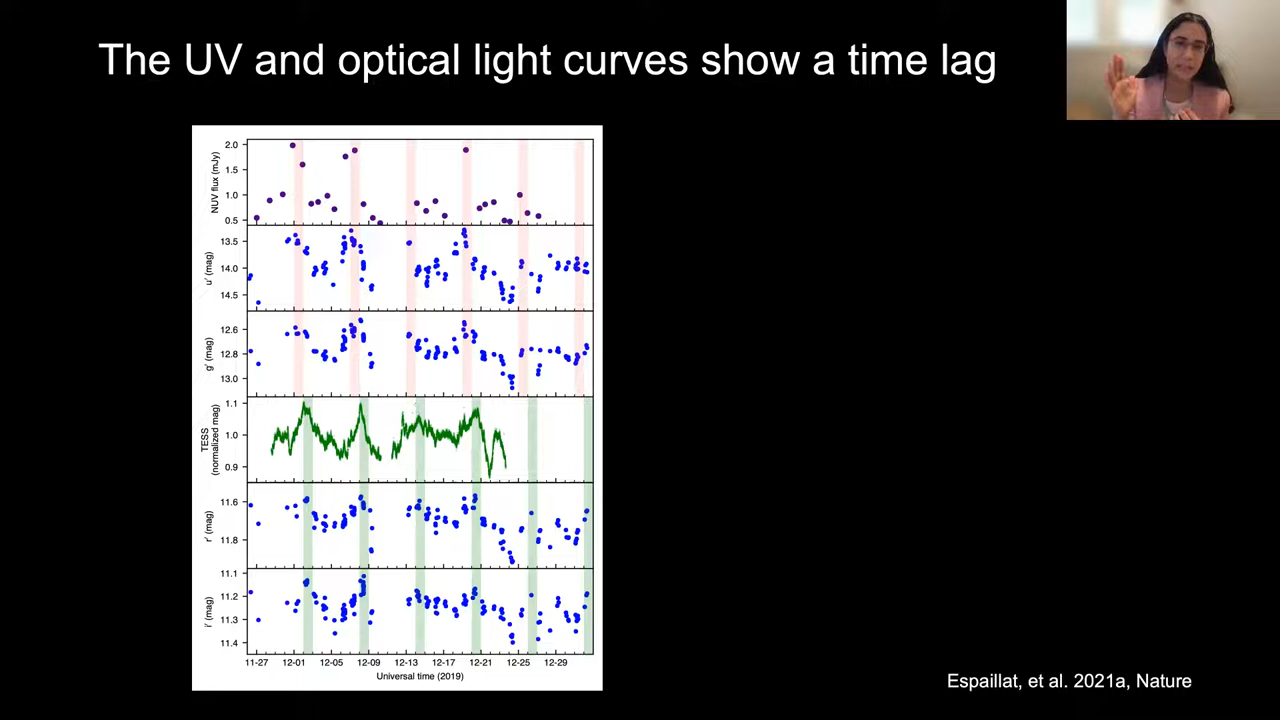 The UV and optical light curves show a time lag
NUV flux (mJy)
2.0
1.5
1.0
0.5
u′ (mag)
13.5
14.0
14.5
g′ (mag)
12.6
12.8
13.0
TESS
(normalized mag)
1.1
1.0
0.9
r′ (mag)
11.6
11.8
i′ (mag)
11.1
11.2
11.3
11.4
11-27 12-01 12-05 12-09 12-13 12-17 12-21 12-25 12-29
Universal time (2019)
Espaillat, et al. 2021a, Nature